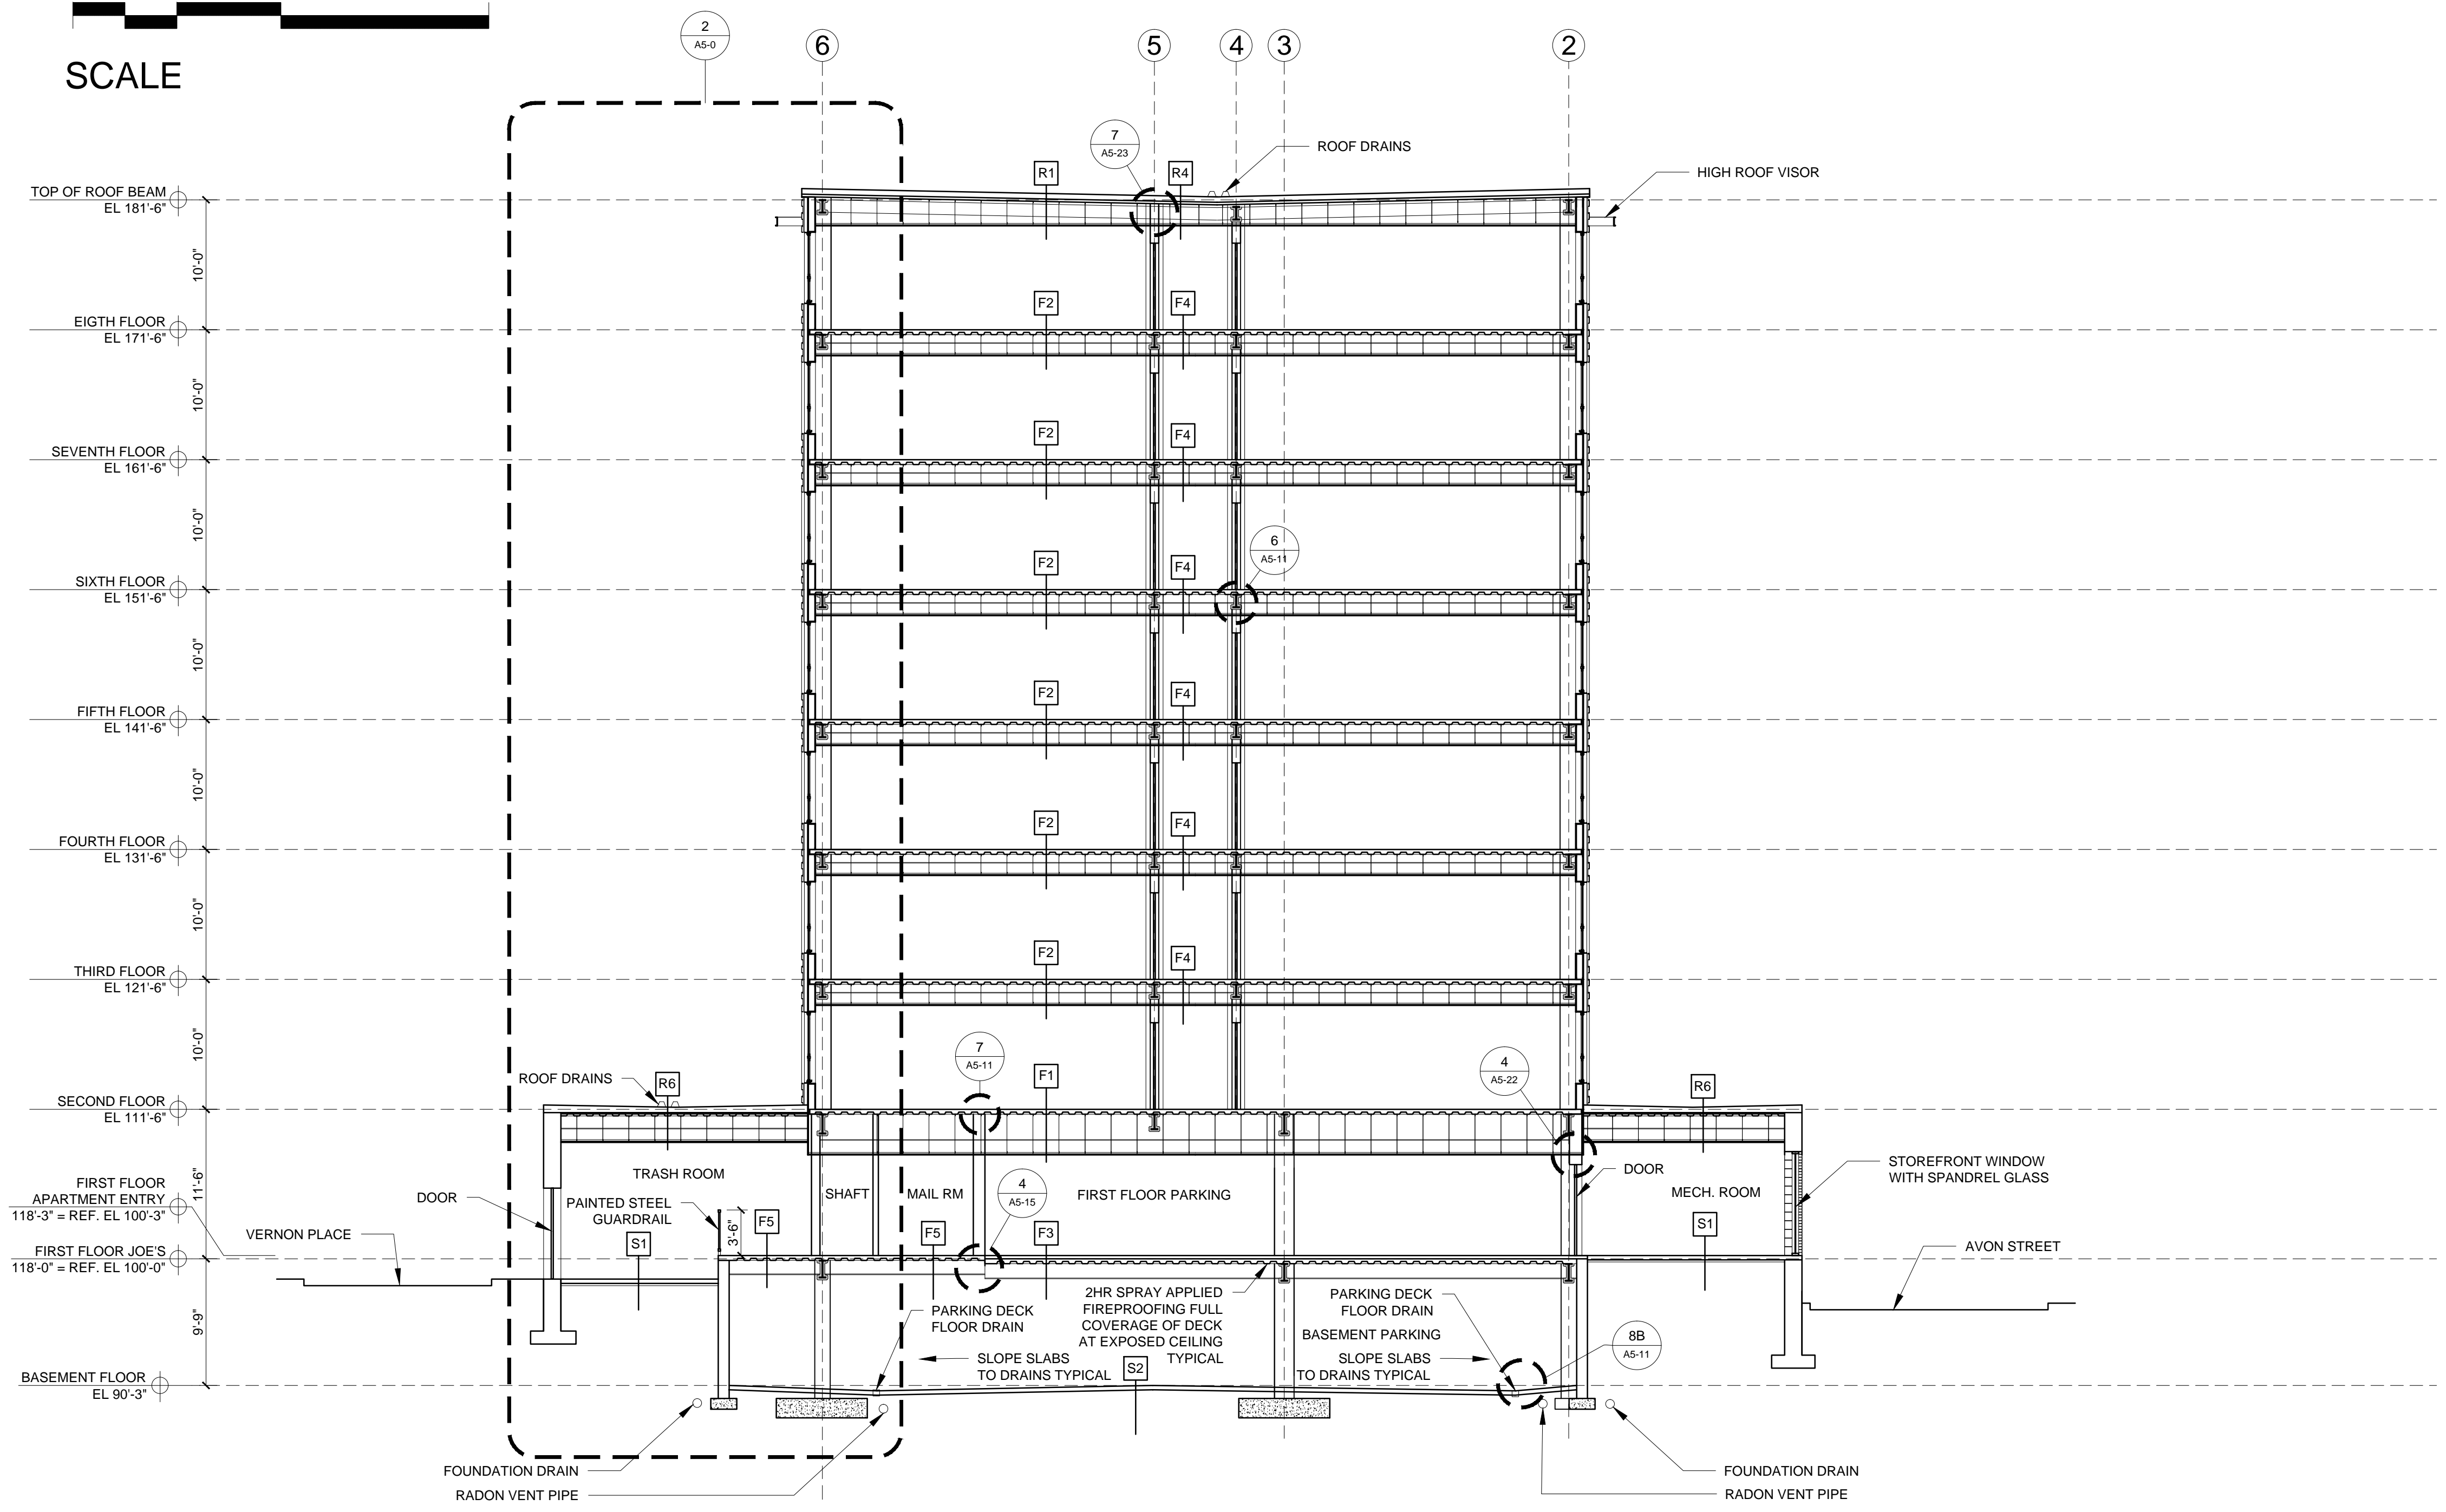 SCALE
2
A5-0
6
5
4
3
2
7
A5-23
ROOF DRAINS
R1
R4
HIGH ROOF VISOR
TOP OF ROOF BEAM
EL 181'-6"
10'-0"
F2
F4
EIGTH FLOOR
EL 171'-6"
10'-0"
F2
F4
SEVENTH FLOOR
EL 161'-6"
10'-0"
6
A5-11
F2
F4
SIXTH FLOOR
EL 151'-6"
10'-0"
F2
F4
FIFTH FLOOR
EL 141'-6"
10'-0"
F2
F4
FOURTH FLOOR
EL 131'-6"
10'-0"
F2
F4
THIRD FLOOR
EL 121'-6"
10'-0"
7
A5-11
4
A5-22
ROOF DRAINS
R6
F1
R6
SECOND FLOOR
EL 111'-6"
11'-6"
TRASH ROOM
SHAFT
MAIL RM
4
A5-15
FIRST FLOOR PARKING
DOOR
MECH. ROOM
STOREFRONT WINDOW
WITH SPANDREL GLASS
FIRST FLOOR
APARTMENT ENTRY
118'-3" = REF. EL 100'-3"
DOOR
PAINTED STEEL
GUARDRAIL
3'-6"
F5
F5
F3
S1
S1
VERNON PLACE
AVON STREET
FIRST FLOOR JOE'S
118'-0" = REF. EL 100'-0"
9'-9"
PARKING DECK
FLOOR DRAIN
2HR SPRAY APPLIED
FIREPROOFING FULL
COVERAGE OF DECK
AT EXPOSED CEILING
TYPICAL
PARKING DECK
FLOOR DRAIN
BASEMENT PARKING
8B
A5-11
SLOPE SLABS
TO DRAINS TYPICAL
S2
SLOPE SLABS
TO DRAINS TYPICAL
BASEMENT FLOOR
EL 90'-3"
FOUNDATION DRAIN
RADON VENT PIPE
FOUNDATION DRAIN
RADON VENT PIPE